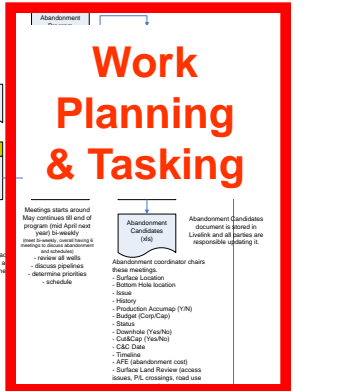 Abandonment
Program
Work
Planning
& Tasking
Meetings starts around
May continues till end of
program (mid April next
year) bi-weekly
(meet bi-weekly, overall having 6
meetings to discuss abandonment
and schedules)
- review all wells
- discuss pipelines
- determine priorities
- schedule
Abandonment
Candidates
(xls)
Abandonment Candidates
document is stored in
Livelink and all parties are
responsible updating it.
Abandonment coordinator chairs
these meetings.
- Surface Location
- Bottom Hole location
- Issue
- History
- Production Accumap (Y/N)
- Budget (Corp/Cap)
- Status
- Downhole (Yes/No)
- Cut&Cap (Yes/No)
- C&C Date
- Timeline
- AFE (abandonment cost)
- Surface Land Review (access
issues, P/L crossings, road use